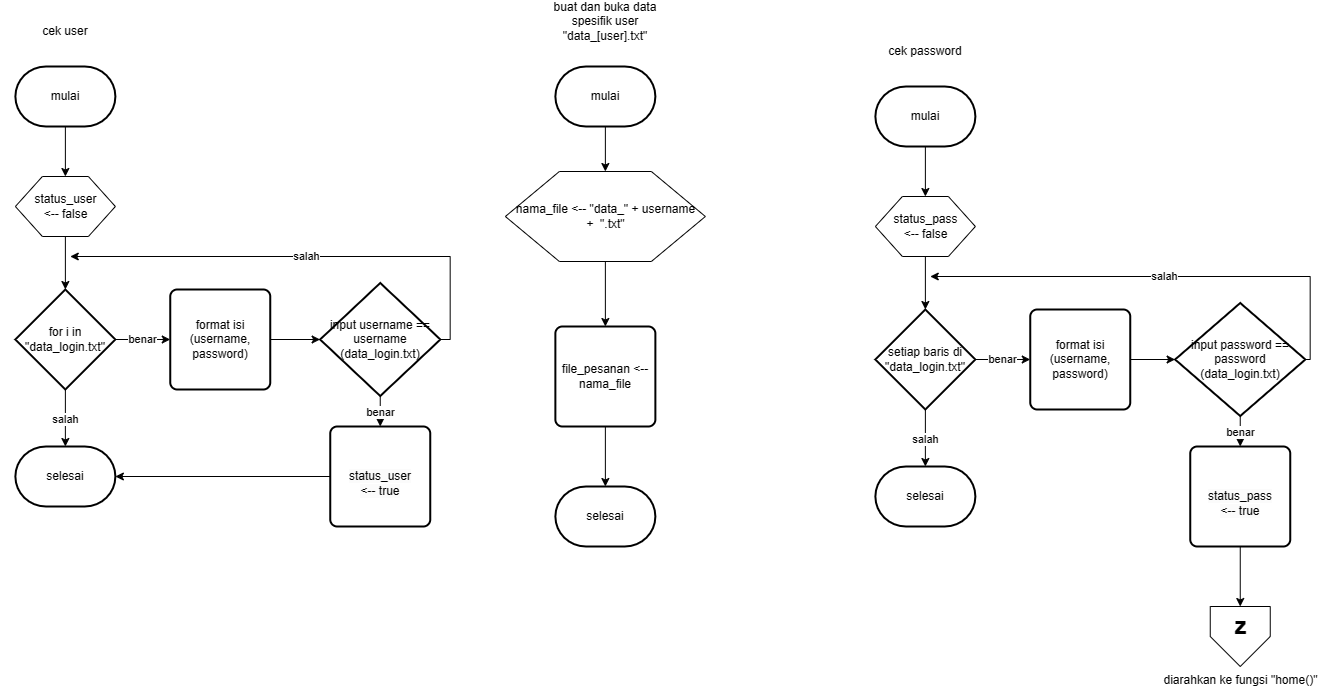 cek user
mulai
status_user
<-- false
salah
for i in
"data_login.txt"
benar
format isi
(username,
password)
input username ==
username
(data_login.txt)
salah
benar
selesai
status_user
<-- true
buat dan buka data
spesifik user
"data_[user].txt"
mulai
nama_file <-- "data_" + username
+ ".txt"
file_pesanan <--
nama_file
selesai
cek password
mulai
status_pass
<-- false
salah
setiap baris di
"data_login.txt"
benar
format isi
(username,
password)
input password ==
password
(data_login.txt)
salah
benar
selesai
status_pass
<-- true
z
diarahkan ke fungsi "home()"